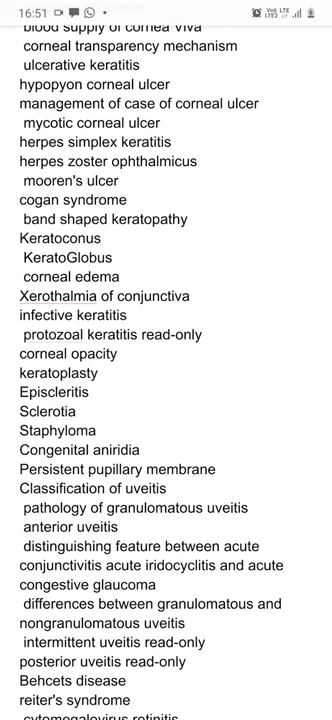 16:51
Vo)) LTE
LTE2
blood supply of cornea Viva
corneal transparency mechanism
ulcerative keratitis
hypopyon corneal ulcer
management of case of corneal ulcer
mycotic corneal ulcer
herpes simplex keratitis
herpes zoster ophthalmicus
mooren's ulcer
cogan syndrome
band shaped keratopathy
Keratoconus
KeratoGlobus
corneal edema
Xerothalmia of conjunctiva
infective keratitis
protozoal keratitis read-only
corneal opacity
keratoplasty
Episcleritis
Sclerotia
Staphyloma
Congenital aniridia
Persistent pupillary membrane
Classification of uveitis
pathology of granulomatous uveitis
anterior uveitis
distinguishing feature between acute
conjunctivitis acute iridocyclitis and acute
congestive glaucoma
differences between granulomatous and
nongranulomatous uveitis
intermittent uveitis read-only
posterior uveitis read-only
Behcets disease
reiter's syndrome
cytomegalovirus retinitis